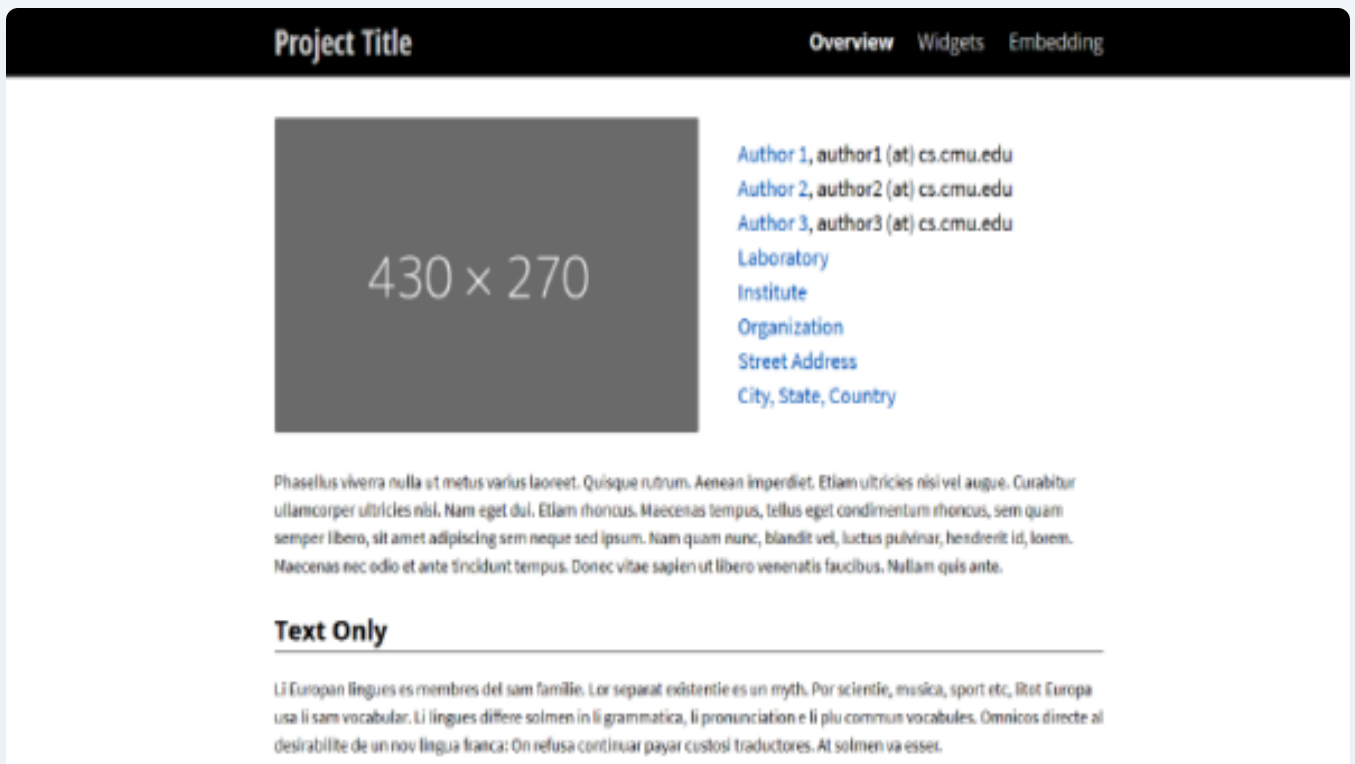 Project Title
Overview Widgets Embedding
430 × 270
Author 1, author1 (at) cs.cmu.edu
Author 2, author2 (at) cs.cmu.edu
Author 3, author3 (at) cs.cmu.edu
Laboratory
Institute
Organization
Street Address
City, State, Country
Phasellus viverra nulla ut metus varius laoreet. Quisque rutrum. Aenean imperdiet. Etiam ultricies nisi vel augue. Curabitur
ullamcorper ultricies nisi. Nam eget dui. Etiam rhoncus. Maecenas tempus, tellus eget condimentum rhoncus, sem quam
semper libero, sit amet adipiscing sem neque sed ipsum. Nam quam nunc, blandit vel, luctus pulvinar, hendrerit id, lorem.
Maecenas nec odio et ante tincidunt tempus. Donec vitae sapien ut libero venenatis faucibus. Nullam quis ante.
Text Only
Li Europan lingues es membres del sam familie. Lor separat existentie es un myth. Por scientie, musica, sport etc, litot Europa
usa li sam vocabular. Li lingues differe solmen in li grammatica, li pronunciation e li plu commun vocabules. Omnicos directe al
desirabilite de un nov lingua franca: On refusa continuar payar custosi traductores. At solmen va esser.